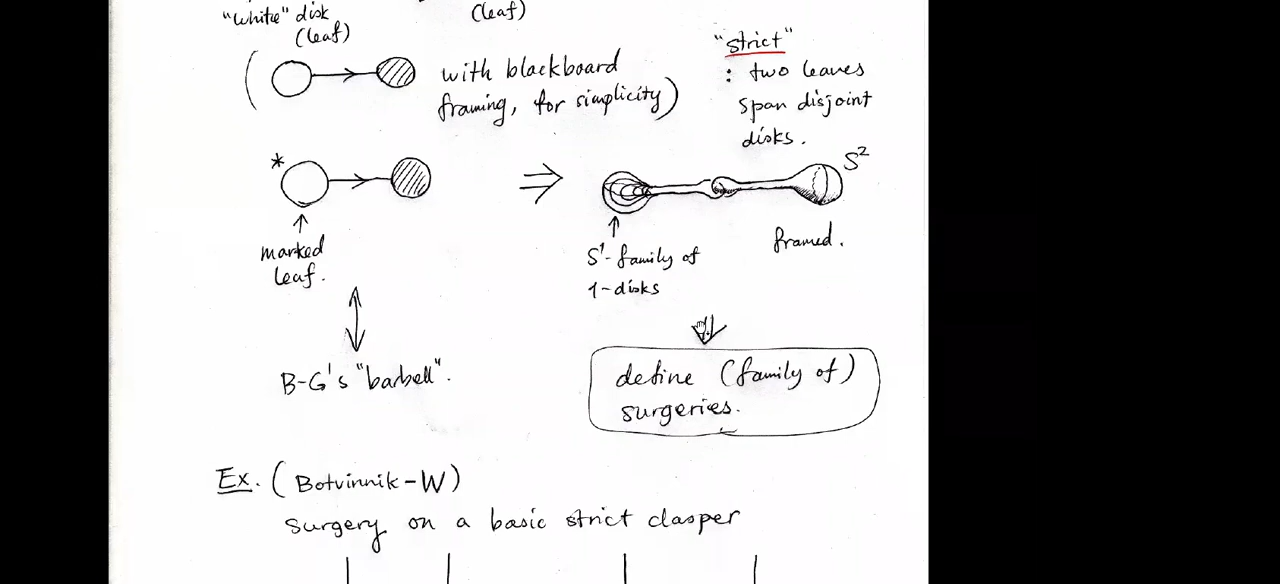 "white" disk
(leaf)
(leaf)
( with blackboard
framing, for simplicity)
"strict"
: two leaves
span disjoint
disks.
*
⇒
S²
marked
leaf.
S¹-family of
1-disks
framed.
B-G's "barbell".
define (family of)
surgeries.
Ex. (Botvinnik-W)
Surgery on a basic strict clasper